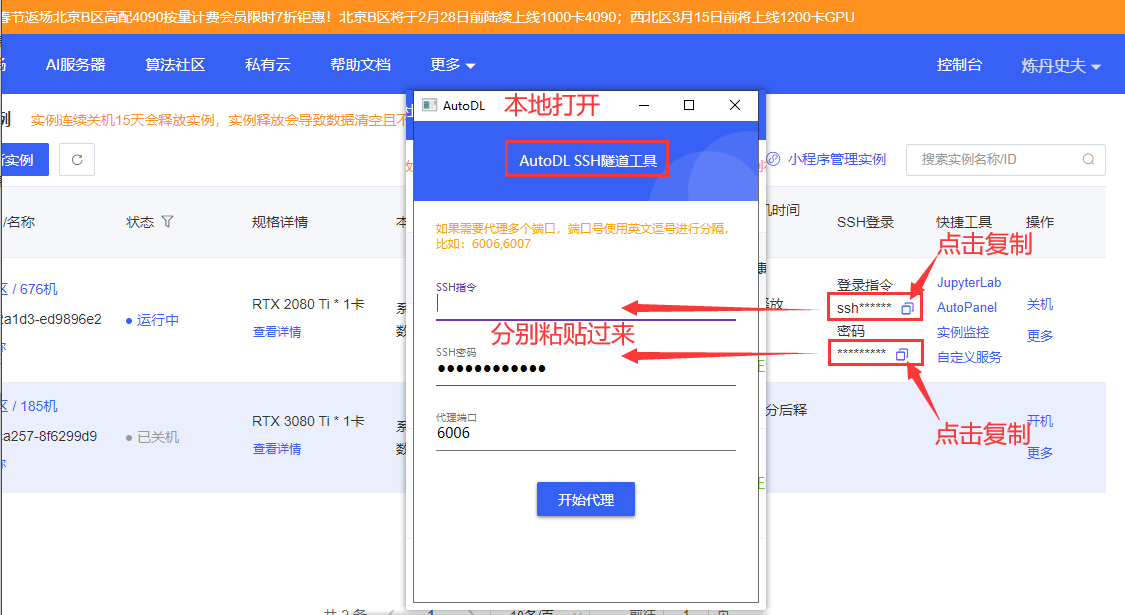 春节返场北京B区高配4090按量计费会员限时7折钜惠！北京B区将于2月28日前陆续上线1000卡4090；西北区3月15日前将上线1200卡GPU
AI服务器 算法社区 私有云 帮助文档 更多 控制台 炼丹史夫
AutoDL 本地打开
例 实例连续关机15天会释放实例，实例释放会导致数据清空且不
实例 AutoDL SSH隧道工具 小程序管理实例 搜索实例名称/ID
/名称 状态 规格详情 本 机时间 SSH登录 快捷工具 操作
如果需要代理多个端口，端口号使用英文逗号进行分隔，
比如：6006,6007
点击复制
区 / 676机 SSH指令 登录指令 JupyterLab
a1d3-ed9896e2 运行中 RTX 2080 Ti * 1卡 系 释放 ssh****** AutoPanel 关机
查看详情 数 分别粘贴过来 密码 实例监控 更多
SSH密码 ********* 自定义服务
●●●●●●●●●●●●
区 / 185机 代理端口 分后释
a257-8f6299d9 已关机 RTX 3080 Ti * 1卡 系 6006 点击复制 开机
查看详情 数 更多
开始代理
共 2 条 1 10条/页 前往 1 页